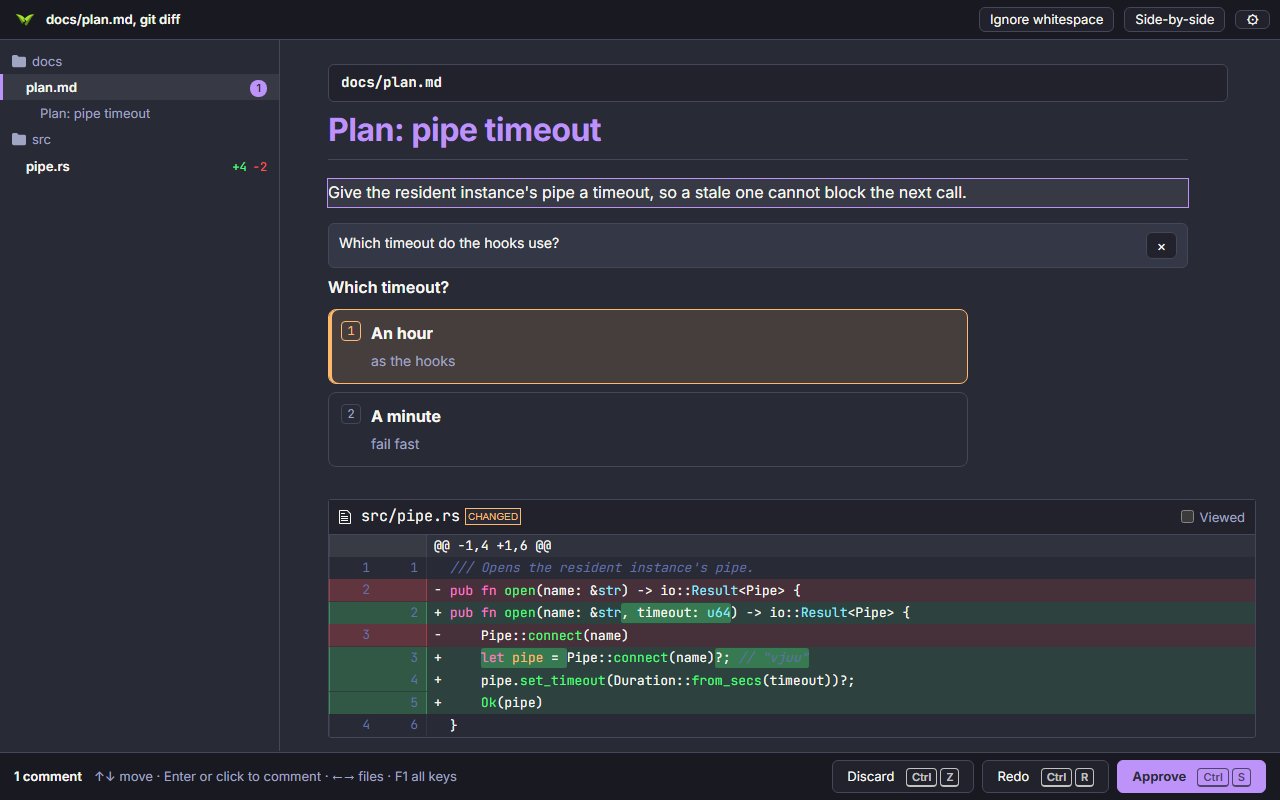 docs/plan.md, git diff
Ignore whitespace
Side-by-side
docs
plan.md 1
Plan: pipe timeout
src
pipe.rs +4 -2
docs/plan.md
Plan: pipe timeout
Give the resident instance's pipe a timeout, so a stale one cannot block the next call.
Which timeout do the hooks use?
×
Which timeout?
1 An hour
as the hooks
2 A minute
fail fast
src/pipe.rs CHANGED
Viewed
@@ -1,4 +1,6 @@
1 1 /// Opens the resident instance's pipe.
2 - pub fn open(name: &str) -> io::Result<Pipe> {
2 + pub fn open(name: &str, timeout: u64) -> io::Result<Pipe> {
3 - Pipe::connect(name)
3 + let pipe = Pipe::connect(name)?; // "vjuu"
4 + pipe.set_timeout(Duration::from_secs(timeout))?;
5 + Ok(pipe)
4 6 }
1 comment ↑↓ move · Enter or click to comment · ←→ files · F1 all keys
Discard Ctrl Z
Redo Ctrl R
Approve Ctrl S